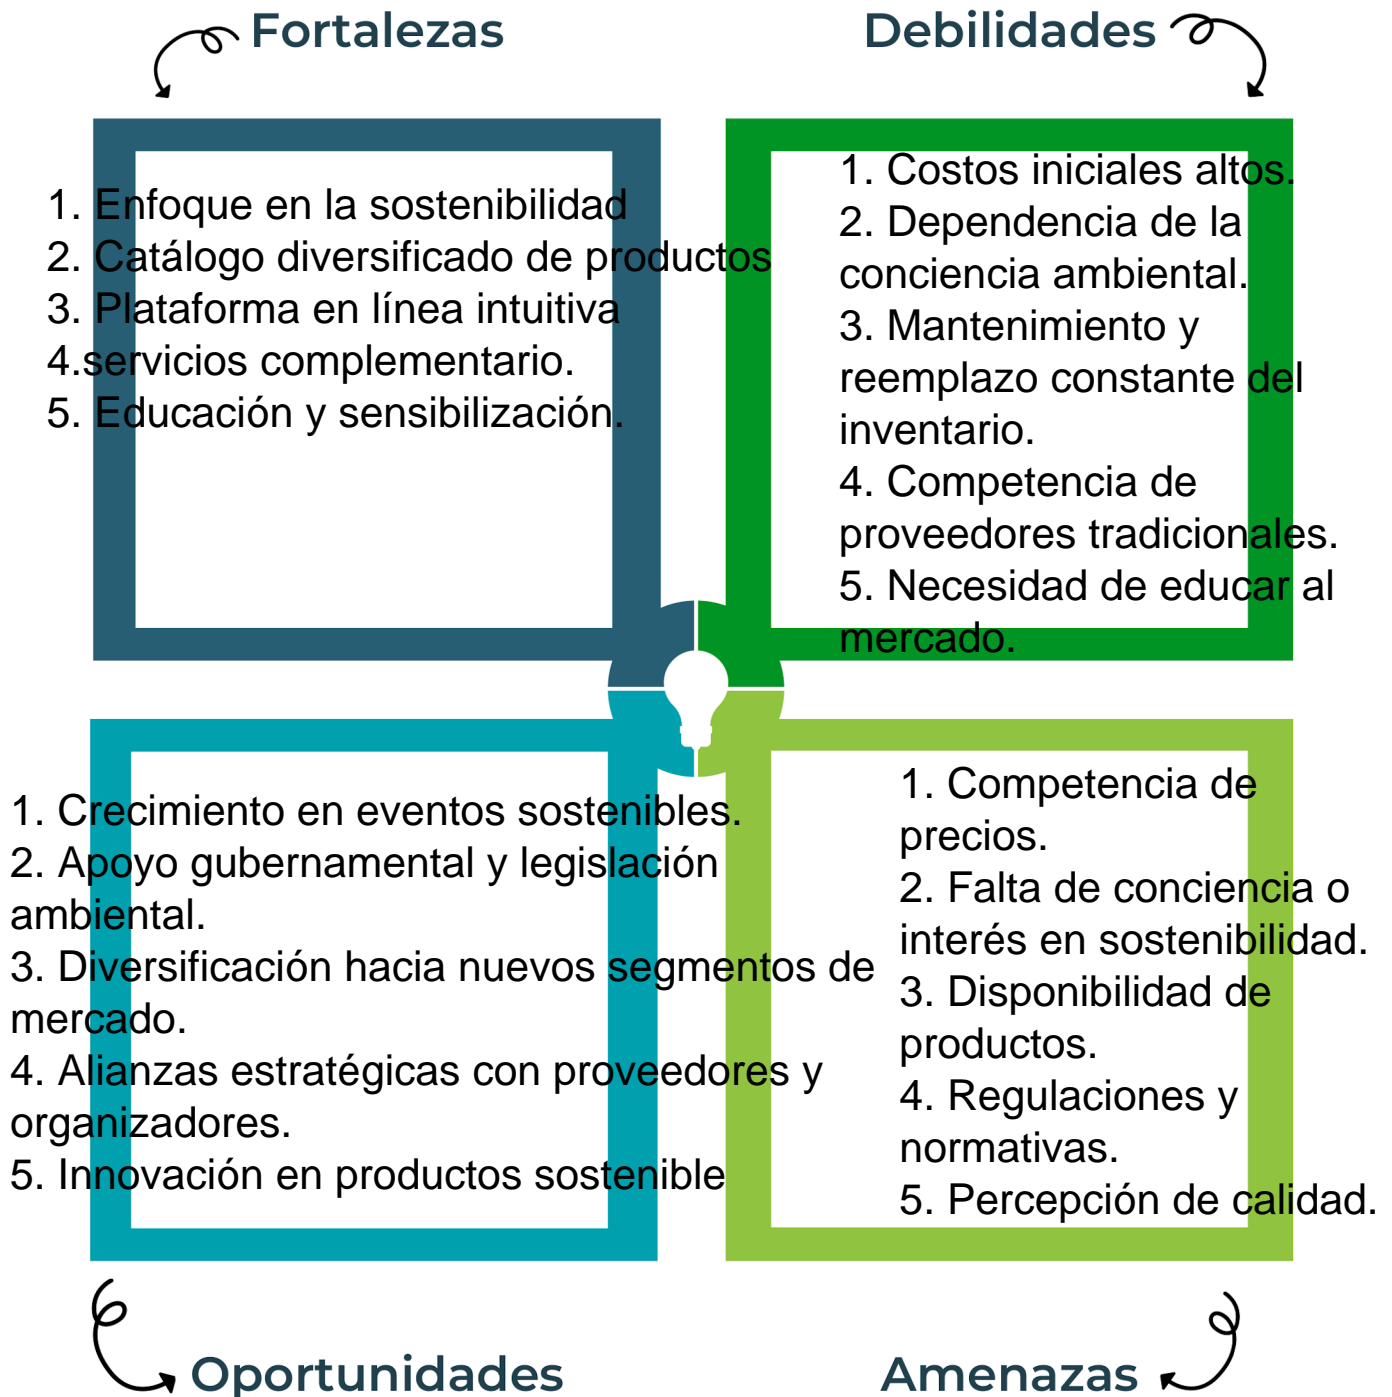 Fortalezas
1. Enfoque en la sostenibilidad
2. Catálogo diversificado de productos
3. Plataforma en línea intuitiva
4.servicios complementario.
5. Educación y sensibilización.
Debilidades
1. Costos iniciales altos.
2. Dependencia de la
conciencia ambiental.
3. Mantenimiento y
reemplazo constante del
inventario.
4. Competencia de
proveedores tradicionales.
5. Necesidad de educar al
mercado.
1. Crecimiento en eventos sostenibles.
2. Apoyo gubernamental y legislación
ambiental.
3. Diversificación hacia nuevos segmentos de
mercado.
4. Alianzas estratégicas con proveedores y
organizadores.
5. Innovación en productos sostenible
Oportunidades
1. Competencia de
precios.
2. Falta de conciencia o
interés en sostenibilidad.
3. Disponibilidad de
productos.
4. Regulaciones y
normativas.
5. Percepción de calidad.
Amenazas